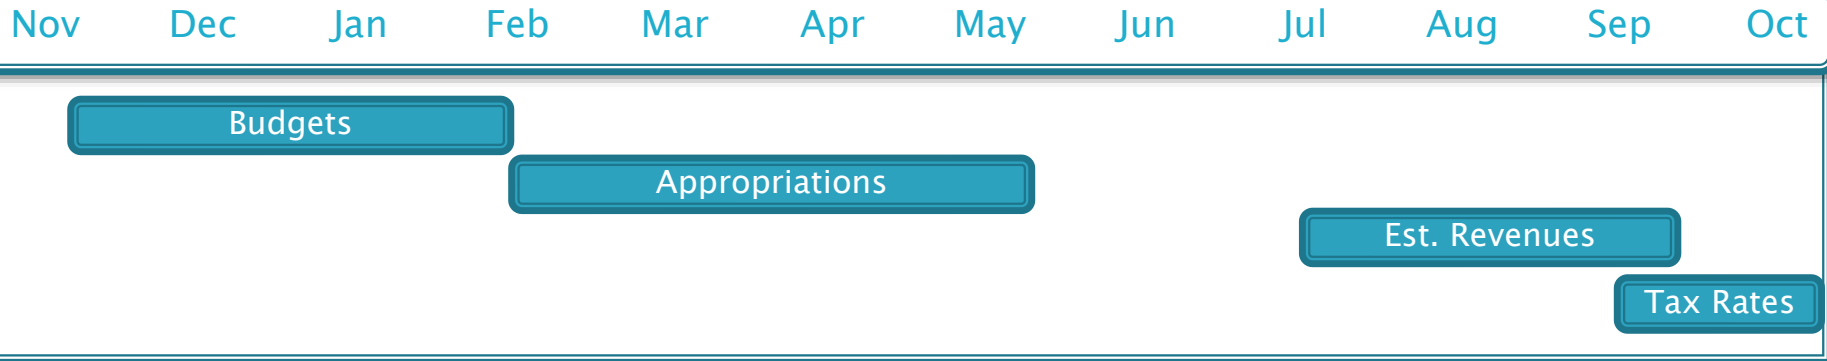 Nov Dec Jan Feb Mar Apr May Jun Jul Aug Sep Oct
Budgets
Appropriations
Est. Revenues
Tax Rates